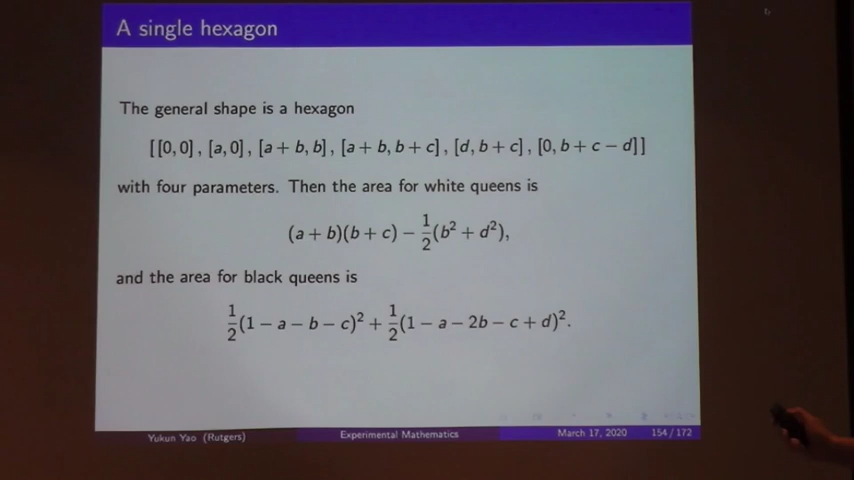 A single hexagon
The general shape is a hexagon
[[0, 0] , [a, 0] , [a + b, b] , [a + b, b + c] , [d, b + c] , [0, b + c − d]]
with four parameters. Then the area for white queens is
(a + b)(b + c) − 1/2(b² + d²),
and the area for black queens is
1/2(1 − a − b − c)² + 1/2(1 − a − 2b − c + d)².
Yukun Yao (Rutgers) Experimental Mathematics March 17, 2020 154 / 172